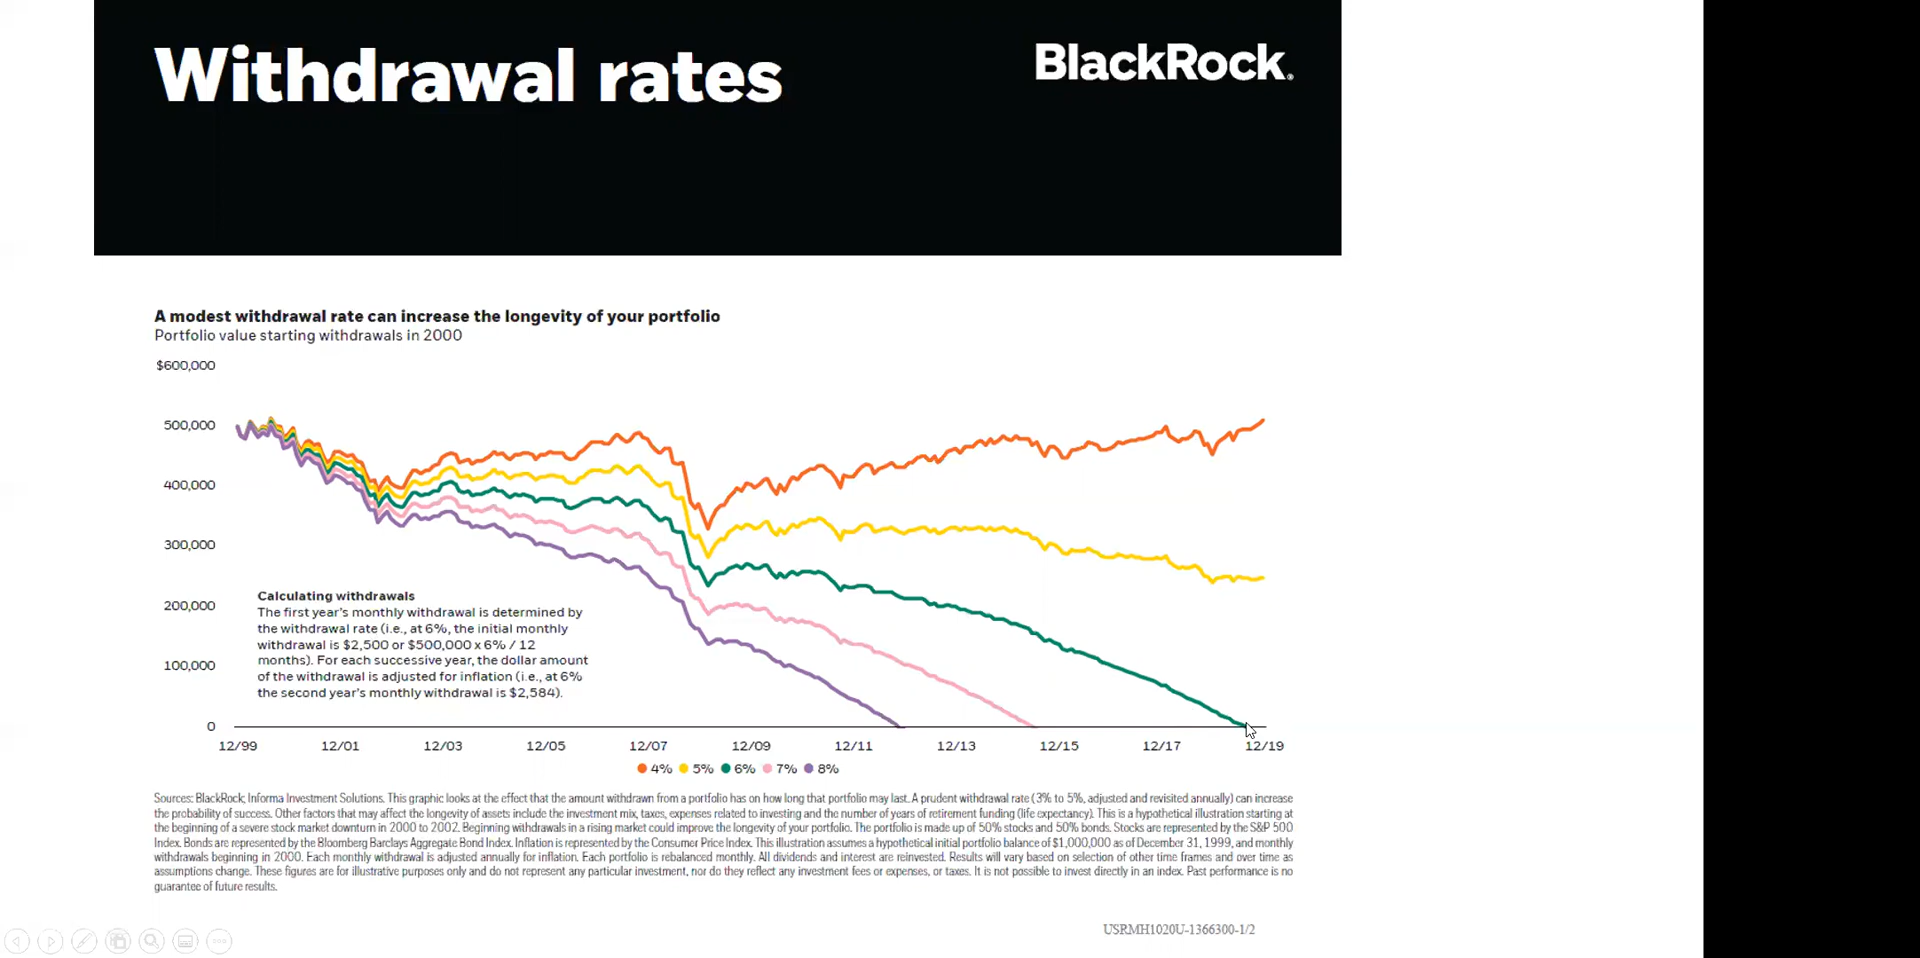 Withdrawal rates
BlackRock.
A modest withdrawal rate can increase the longevity of your portfolio
Portfolio value starting withdrawals in 2000
$600,000
500,000
400,000
300,000
200,000
100,000
0
Calculating withdrawals
The first year's monthly withdrawal is determined by
the withdrawal rate (i.e., at 6%, the initial monthly
withdrawal is $2,500 or $500,000 x 6% / 12
months). For each successive year, the dollar amount
of the withdrawal is adjusted for inflation (i.e., at 6%
the second year's monthly withdrawal is $2,584).
12/99 12/01 12/03 12/05 12/07 12/09 12/11 12/13 12/15 12/17 12/19
4% 5% 6% 7% 8%
Sources: BlackRock; Informa Investment Solutions. This graphic looks at the effect that the amount withdrawn from a portfolio has on how long that portfolio may last. A prudent withdrawal rate (3% to 5%, adjusted and revisited annually) can increase
the probability of success. Other factors that may affect the longevity of assets include the investment mix, taxes, expenses related to investing and the number of years of retirement funding (life expectancy). This is a hypothetical illustration starting at
the beginning of a severe stock market downturn in 2000 to 2002. Beginning withdrawals in a rising market could improve the longevity of your portfolio. The portfolio is made up of 50% stocks and 50% bonds. Stocks are represented by the S&P 500
Index. Bonds are represented by the Bloomberg Barclays Aggregate Bond Index. Inflation is represented by the Consumer Price Index. This illustration assumes a hypothetical initial portfolio balance of $1,000,000 as of December 31, 1999, and monthly
withdrawals beginning in 2000. Each monthly withdrawal is adjusted annually for inflation. Each portfolio is rebalanced monthly. All dividends and interest are reinvested. Results will vary based on selection of other time frames and over time as
assumptions change. These figures are for illustrative purposes only and do not represent any particular investment, nor do they reflect any investment fees or expenses, or taxes. It is not possible to invest directly in an index. Past performance is no
guarantee of future results.
USRMH1020U-1366300-1/2